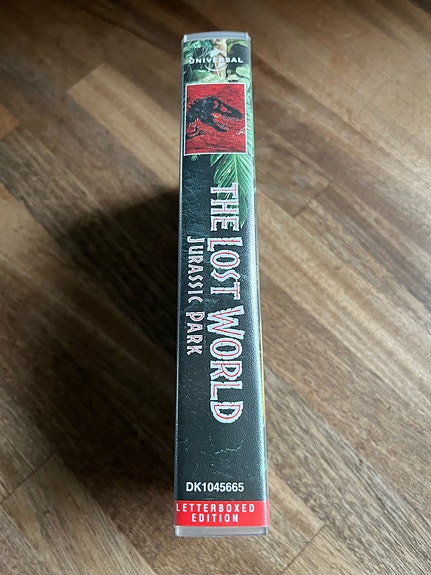 UNIVERSAL
THE LOST WORLD
JURASSIC PARK
DK1045665
LETTERBOXED
EDITION